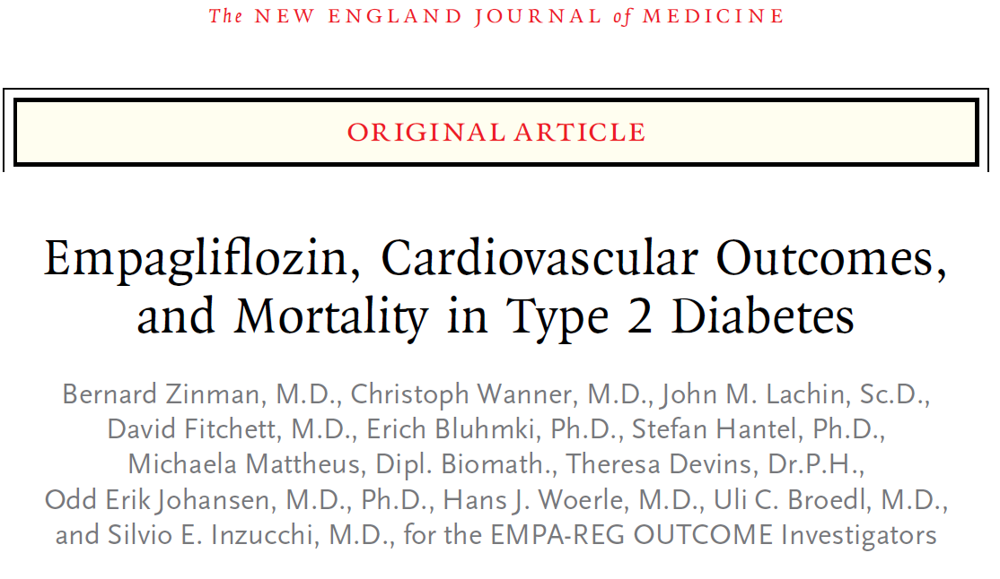 The NEW ENGLAND JOURNAL of MEDICINE
ORIGINAL ARTICLE
Empagliflozin, Cardiovascular Outcomes,
and Mortality in Type 2 Diabetes
Bernard Zinman, M.D., Christoph Wanner, M.D., John M. Lachin, Sc.D.,
David Fitchett, M.D., Erich Bluhmki, Ph.D., Stefan Hantel, Ph.D.,
Michaela Mattheus, Dipl. Biomath., Theresa Devins, Dr.P.H.,
Odd Erik Johansen, M.D., Ph.D., Hans J. Woerle, M.D., Uli C. Broedl, M.D.,
and Silvio E. Inzucchi, M.D., for the EMPA-REG OUTCOME Investigators